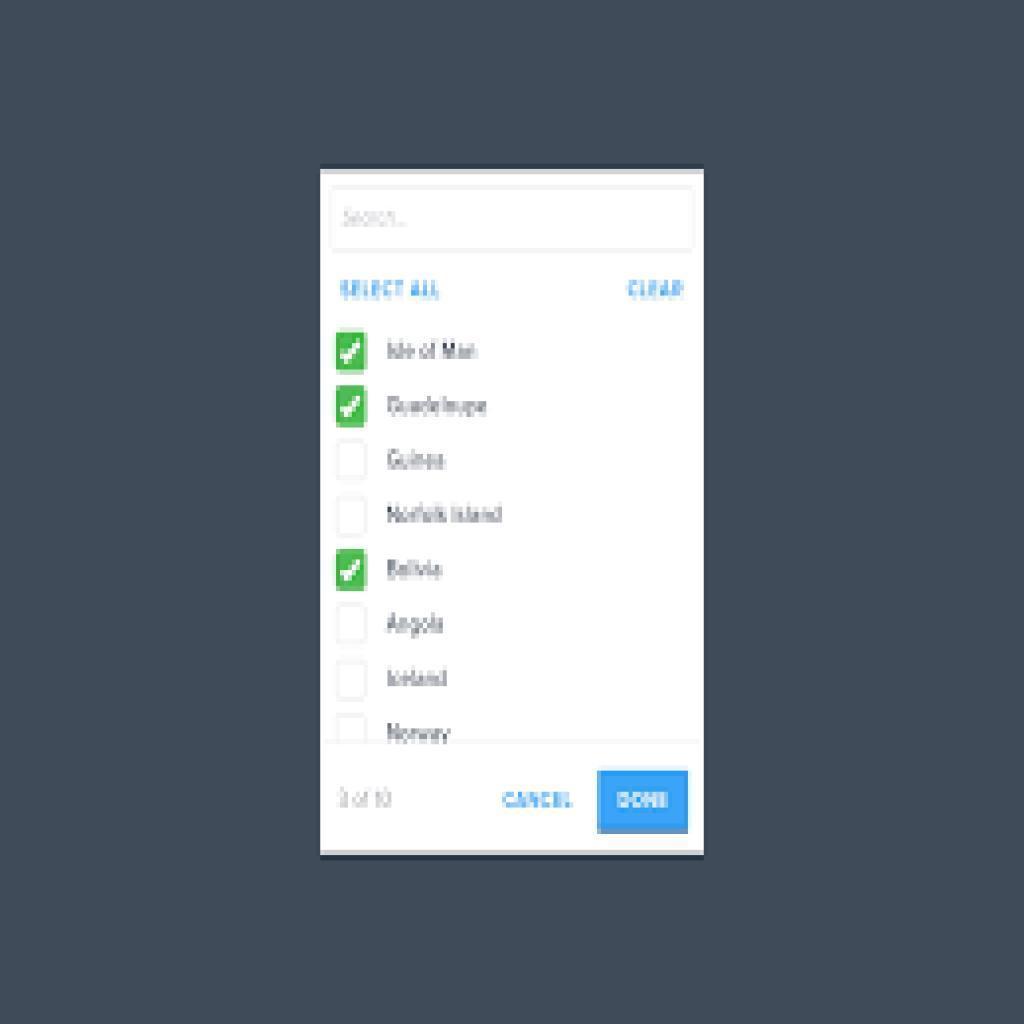 Search...
SELECT ALL CLEAR
Isle of Man
Guadeloupe
Guinea
Norfolk Island
Bolivia
Angola
Iceland
Norway
3 of 10 CANCEL DONE